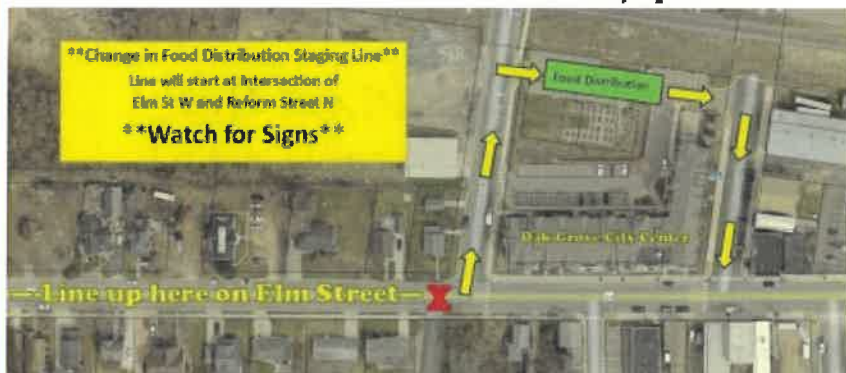 **Change in Food Distribution Staging Line**
Line will start at Intersection of
Elm St W and Reform Street N
**Watch for Signs**
Food Distribution
Oak Grove City Center
Line up here on Elm Street